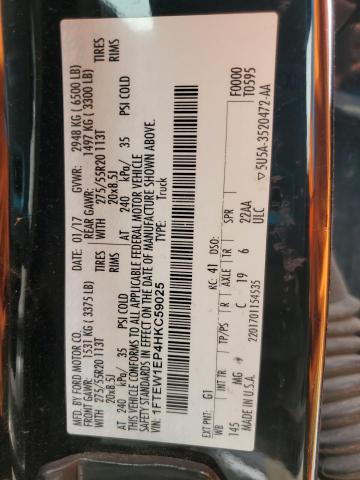 MFD. BY FORD MOTOR CO.
DATE: 01/17 GVWR: 2948 KG ( 6500 LB)
FRONT GAWR: 1531 KG ( 3375 LB) REAR GAWR: 1497 KG ( 3300 LB)
WITH 275/55R20 113T TIRES WITH 275/55R20 113T TIRES
20x8.5J RIMS 20x8.5J RIMS
AT 240 kPa/ 35 PSI COLD AT 240 kPa/ 35 PSI COLD
THIS VEHICLE CONFORMS TO ALL APPLICABLE FEDERAL MOTOR VEHICLE
SAFETY STANDARDS IN EFFECT ON THE DATE OF MANUFACTURE SHOWN ABOVE.
VIN: 1FTEW1EP4HKC59025
TYPE: Truck
F0000
T0595
EXT PNT: G1 KC: 41 DSO:
WB INT TR TP/PS R AXLE TR SPR
145 MG C 19 6 22AA
MADE IN U.S.A. ULC
2201701154535
5U5A-3520472-AA